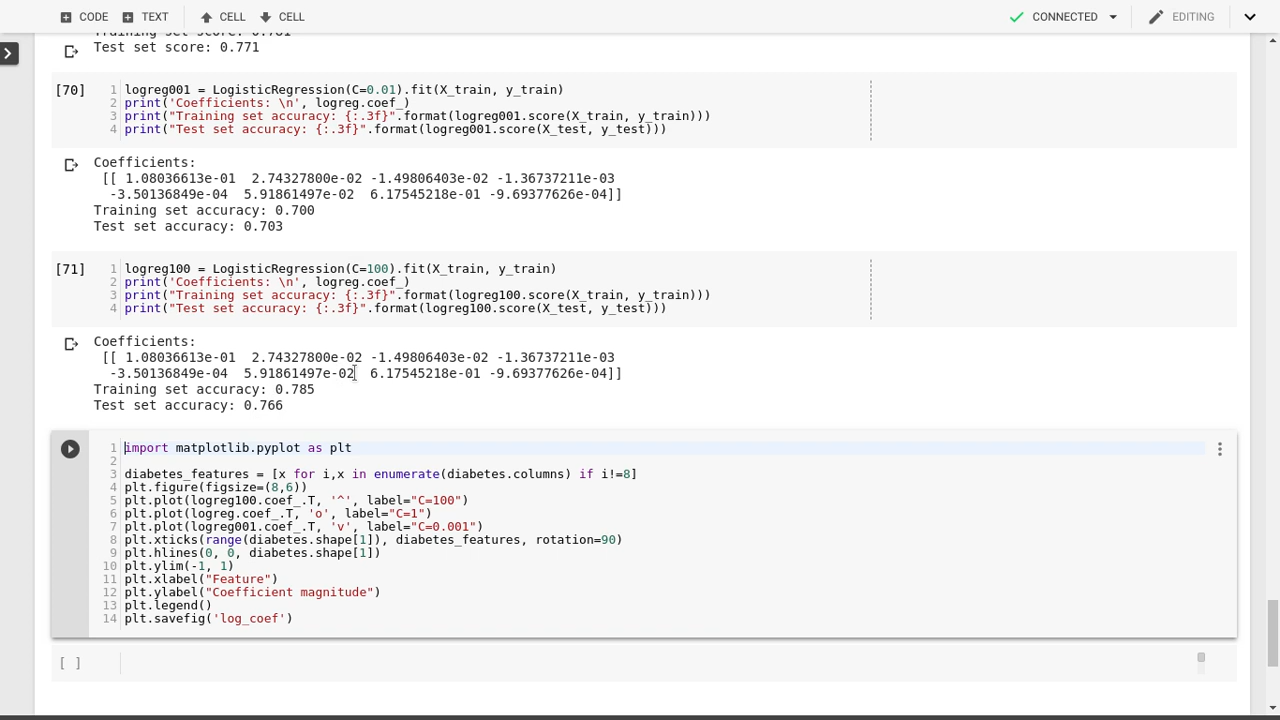 CODE TEXT CELL CELL CONNECTED EDITING
Training set score: 0.781
Test set score: 0.771
[70]
1 logreg001 = LogisticRegression(C=0.01).fit(X_train, y_train)
2 print('Coefficients: \n', logreg.coef_)
3 print("Training set accuracy: {:.3f}".format(logreg001.score(X_train, y_train)))
4 print("Test set accuracy: {:.3f}".format(logreg001.score(X_test, y_test)))
Coefficients:
[[ 1.08036613e-01  2.74327800e-02 -1.49806403e-02 -1.36737211e-03
-3.50136849e-04  5.91861497e-02  6.17545218e-01 -9.69377626e-04]]
Training set accuracy: 0.700
Test set accuracy: 0.703
[71]
1 logreg100 = LogisticRegression(C=100).fit(X_train, y_train)
2 print('Coefficients: \n', logreg.coef_)
3 print("Training set accuracy: {:.3f}".format(logreg100.score(X_train, y_train)))
4 print("Test set accuracy: {:.3f}".format(logreg100.score(X_test, y_test)))
Coefficients:
[[ 1.08036613e-01  2.74327800e-02 -1.49806403e-02 -1.36737211e-03
-3.50136849e-04  5.91861497e-02  6.17545218e-01 -9.69377626e-04]]
Training set accuracy: 0.785
Test set accuracy: 0.766
1 import matplotlib.pyplot as plt
2
3 diabetes_features = [x for i,x in enumerate(diabetes.columns) if i!=8]
4 plt.figure(figsize=(8,6))
5 plt.plot(logreg100.coef_.T, '^', label="C=100")
6 plt.plot(logreg.coef_.T, 'o', label="C=1")
7 plt.plot(logreg001.coef_.T, 'v', label="C=0.001")
8 plt.xticks(range(diabetes.shape[1]), diabetes_features, rotation=90)
9 plt.hlines(0, 0, diabetes.shape[1])
10 plt.ylim(-1, 1)
11 plt.xlabel("Feature")
12 plt.ylabel("Coefficient magnitude")
13 plt.legend()
14 plt.savefig('log_coef')
[ ]